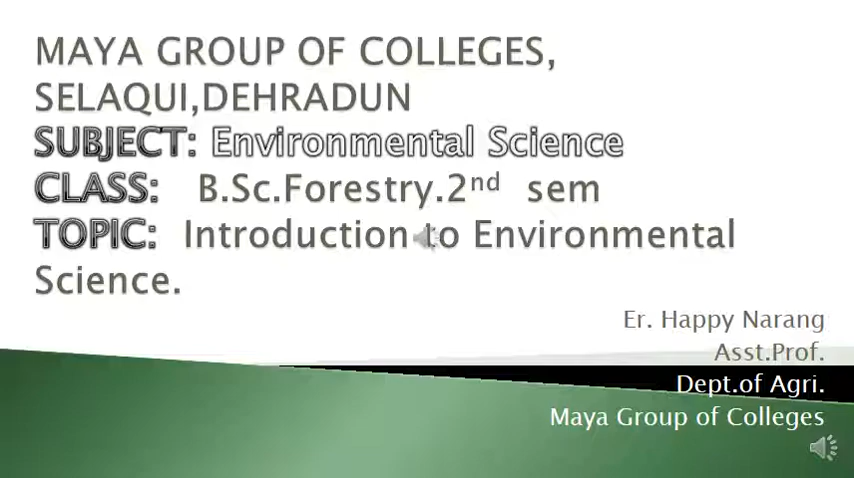 MAYA GROUP OF COLLEGES,
SELAQUI,DEHRADUN
SUBJECT: Environmental Science
CLASS: B.Sc.Forestry.2nd sem
TOPIC: Introduction to Environmental
Science.
Er. Happy Narang
Asst.Prof.
Dept.of Agri.
Maya Group of Colleges